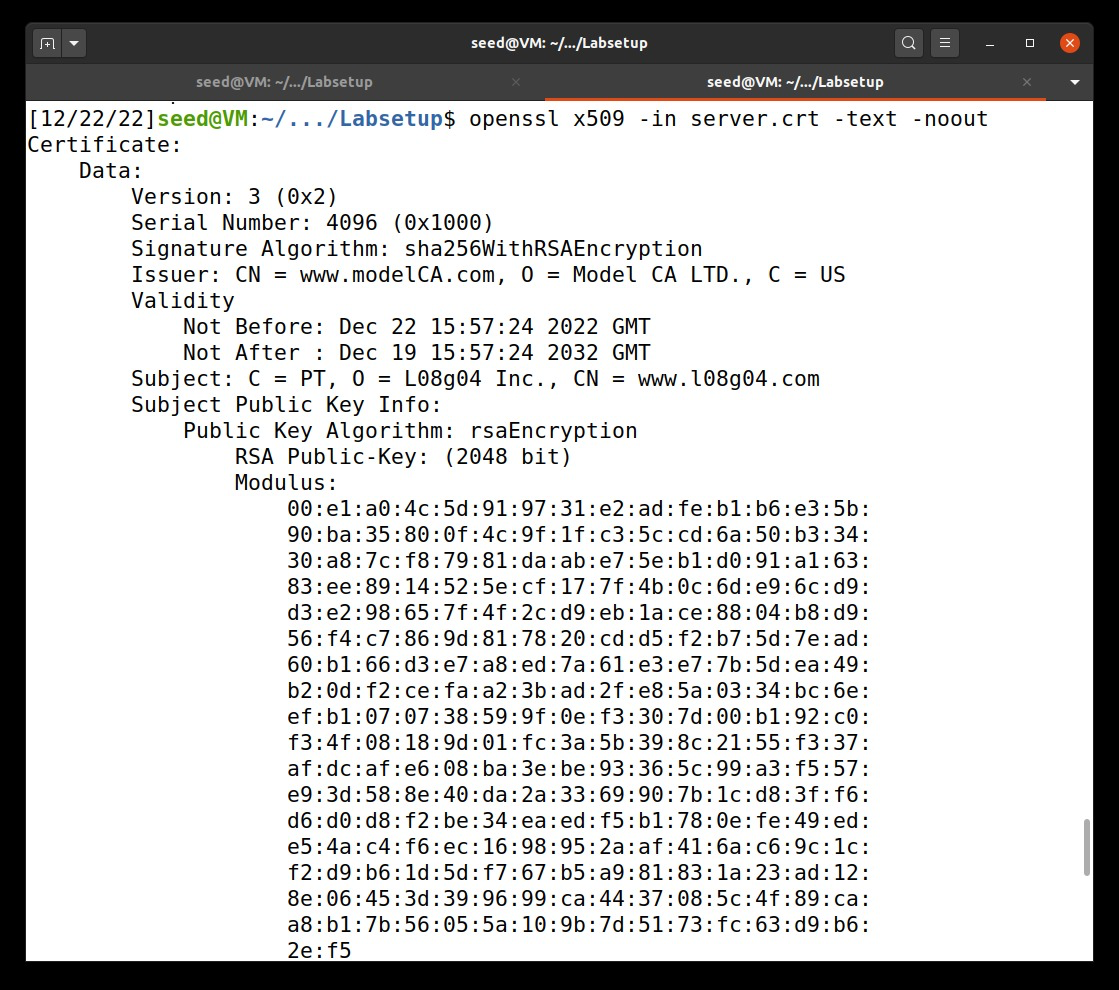 seed@VM: ~/.../Labsetup
seed@VM: ~/.../Labsetup
seed@VM: ~/.../Labsetup
[12/22/22]seed@VM:~/.../Labsetup$ openssl x509 -in server.crt -text -noout
Certificate:
    Data:
        Version: 3 (0x2)
        Serial Number: 4096 (0x1000)
        Signature Algorithm: sha256WithRSAEncryption
        Issuer: CN = www.modelCA.com, O = Model CA LTD., C = US
        Validity
            Not Before: Dec 22 15:57:24 2022 GMT
            Not After : Dec 19 15:57:24 2032 GMT
        Subject: C = PT, O = L08g04 Inc., CN = www.l08g04.com
        Subject Public Key Info:
            Public Key Algorithm: rsaEncryption
                RSA Public-Key: (2048 bit)
                Modulus:
                    00:e1:a0:4c:5d:91:97:31:e2:ad:fe:b1:b6:e3:5b:
                    90:ba:35:80:0f:4c:9f:1f:c3:5c:cd:6a:50:b3:34:
                    30:a8:7c:f8:79:81:da:ab:e7:5e:b1:d0:91:a1:63:
                    83:ee:89:14:52:5e:cf:17:7f:4b:0c:6d:e9:6c:d9:
                    d3:e2:98:65:7f:4f:2c:d9:eb:1a:ce:88:04:b8:d9:
                    56:f4:c7:86:9d:81:78:20:cd:d5:f2:b7:5d:7e:ad:
                    60:b1:66:d3:e7:a8:ed:7a:61:e3:e7:7b:5d:ea:49:
                    b2:0d:f2:ce:fa:a2:3b:ad:2f:e8:5a:03:34:bc:6e:
                    ef:b1:07:07:38:59:9f:0e:f3:30:7d:00:b1:92:c0:
                    f3:4f:08:18:9d:01:fc:3a:5b:39:8c:21:55:f3:37:
                    af:dc:af:e6:08:ba:3e:be:93:36:5c:99:a3:f5:57:
                    e9:3d:58:8e:40:da:2a:33:69:90:7b:1c:d8:3f:f6:
                    d6:d0:d8:f2:be:34:ea:ed:f5:b1:78:0e:fe:49:ed:
                    e5:4a:c4:f6:ec:16:98:95:2a:af:41:6a:c6:9c:1c:
                    f2:d9:b6:1d:5d:f7:67:b5:a9:81:83:1a:23:ad:12:
                    8e:06:45:3d:39:96:99:ca:44:37:08:5c:4f:89:ca:
                    a8:b1:7b:56:05:5a:10:9b:7d:51:73:fc:63:d9:b6:
                    2e:f5